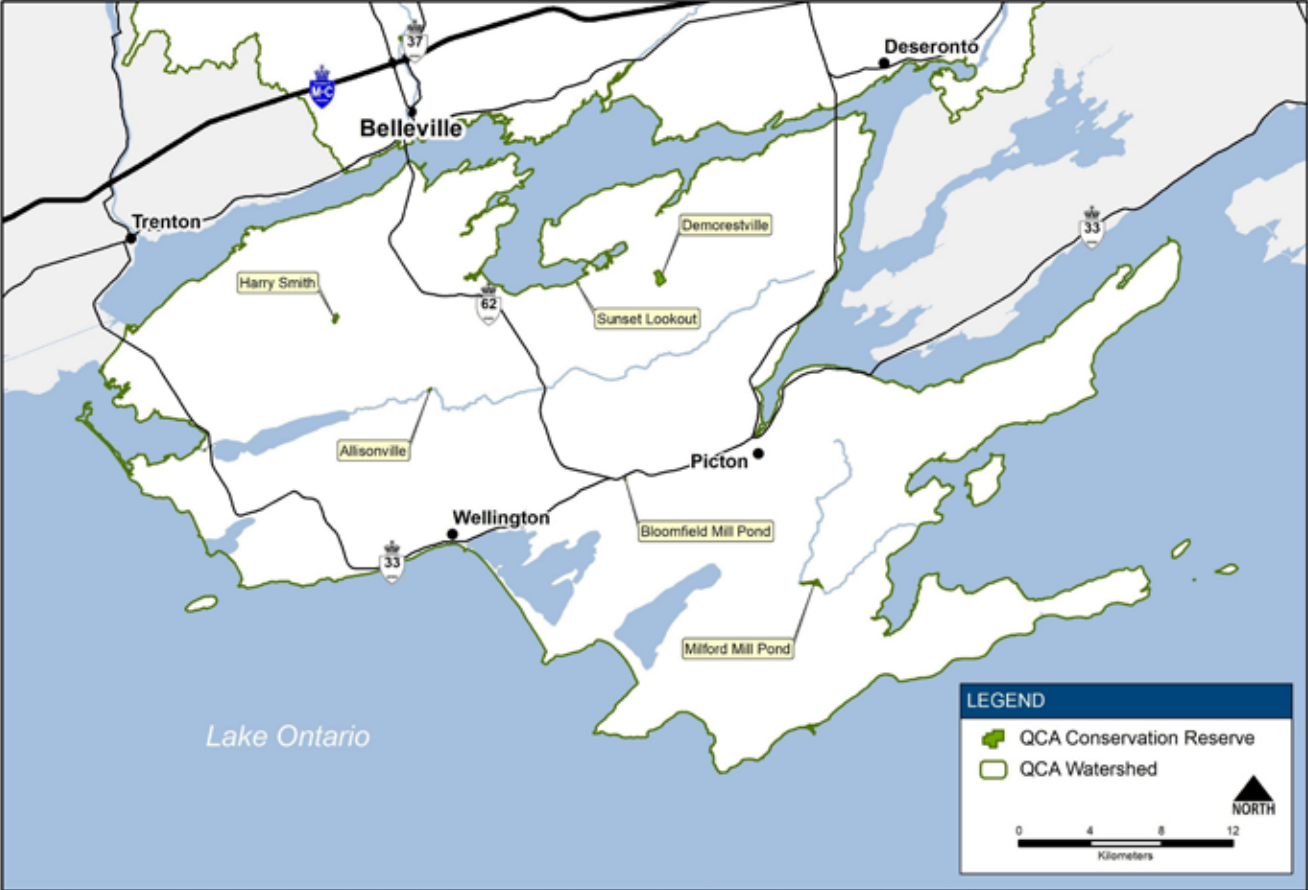 37
Deseronto
M-C
Belleville
Trenton
Demorestville
33
Harry Smith
62
Sunset Lookout
Allisonville
Picton
Wellington
Bloomfield Mill Pond
33
Milford Mill Pond
Lake Ontario
LEGEND
QCA Conservation Reserve
QCA Watershed
NORTH
0 4 8 12
Kilometers